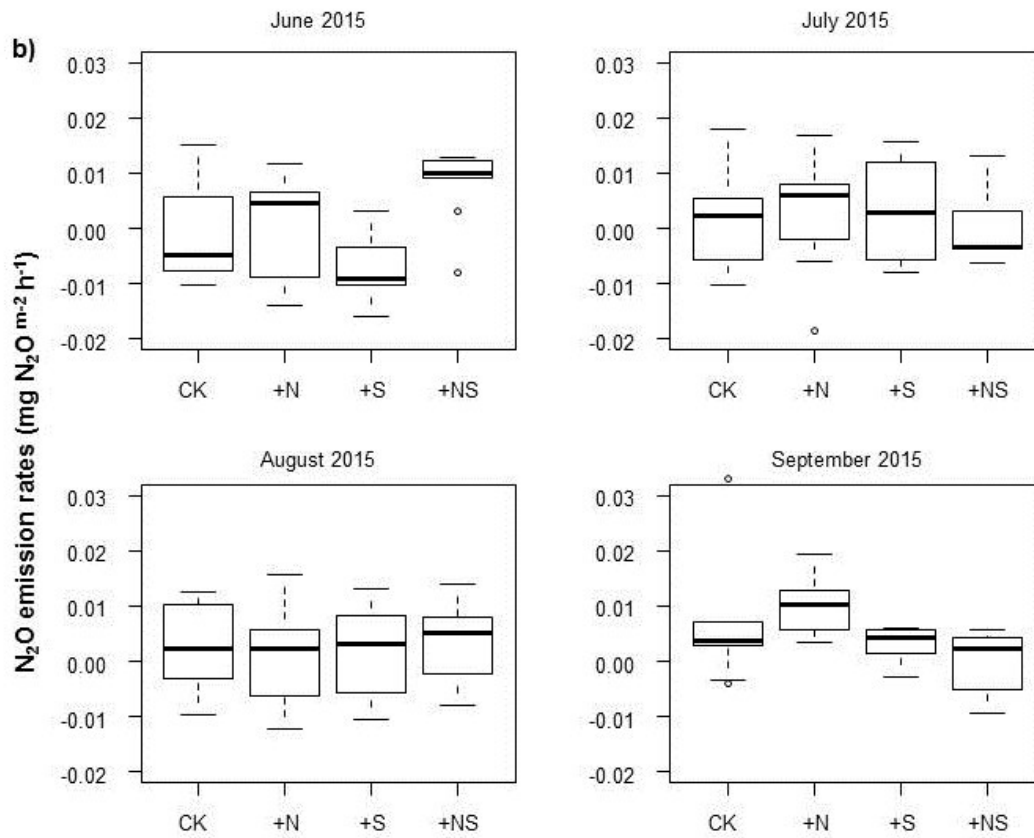 b)
N₂O emission rates (mg N₂O m⁻² h⁻¹)
June 2015
0.03
0.02
0.01
0.00
-0.01
-0.02
CK +N +S +NS
July 2015
0.03
0.02
0.01
0.00
-0.01
-0.02
CK +N +S +NS
August 2015
0.03
0.02
0.01
0.00
-0.01
-0.02
CK +N +S +NS
September 2015
0.03
0.02
0.01
0.00
-0.01
-0.02
CK +N +S +NS